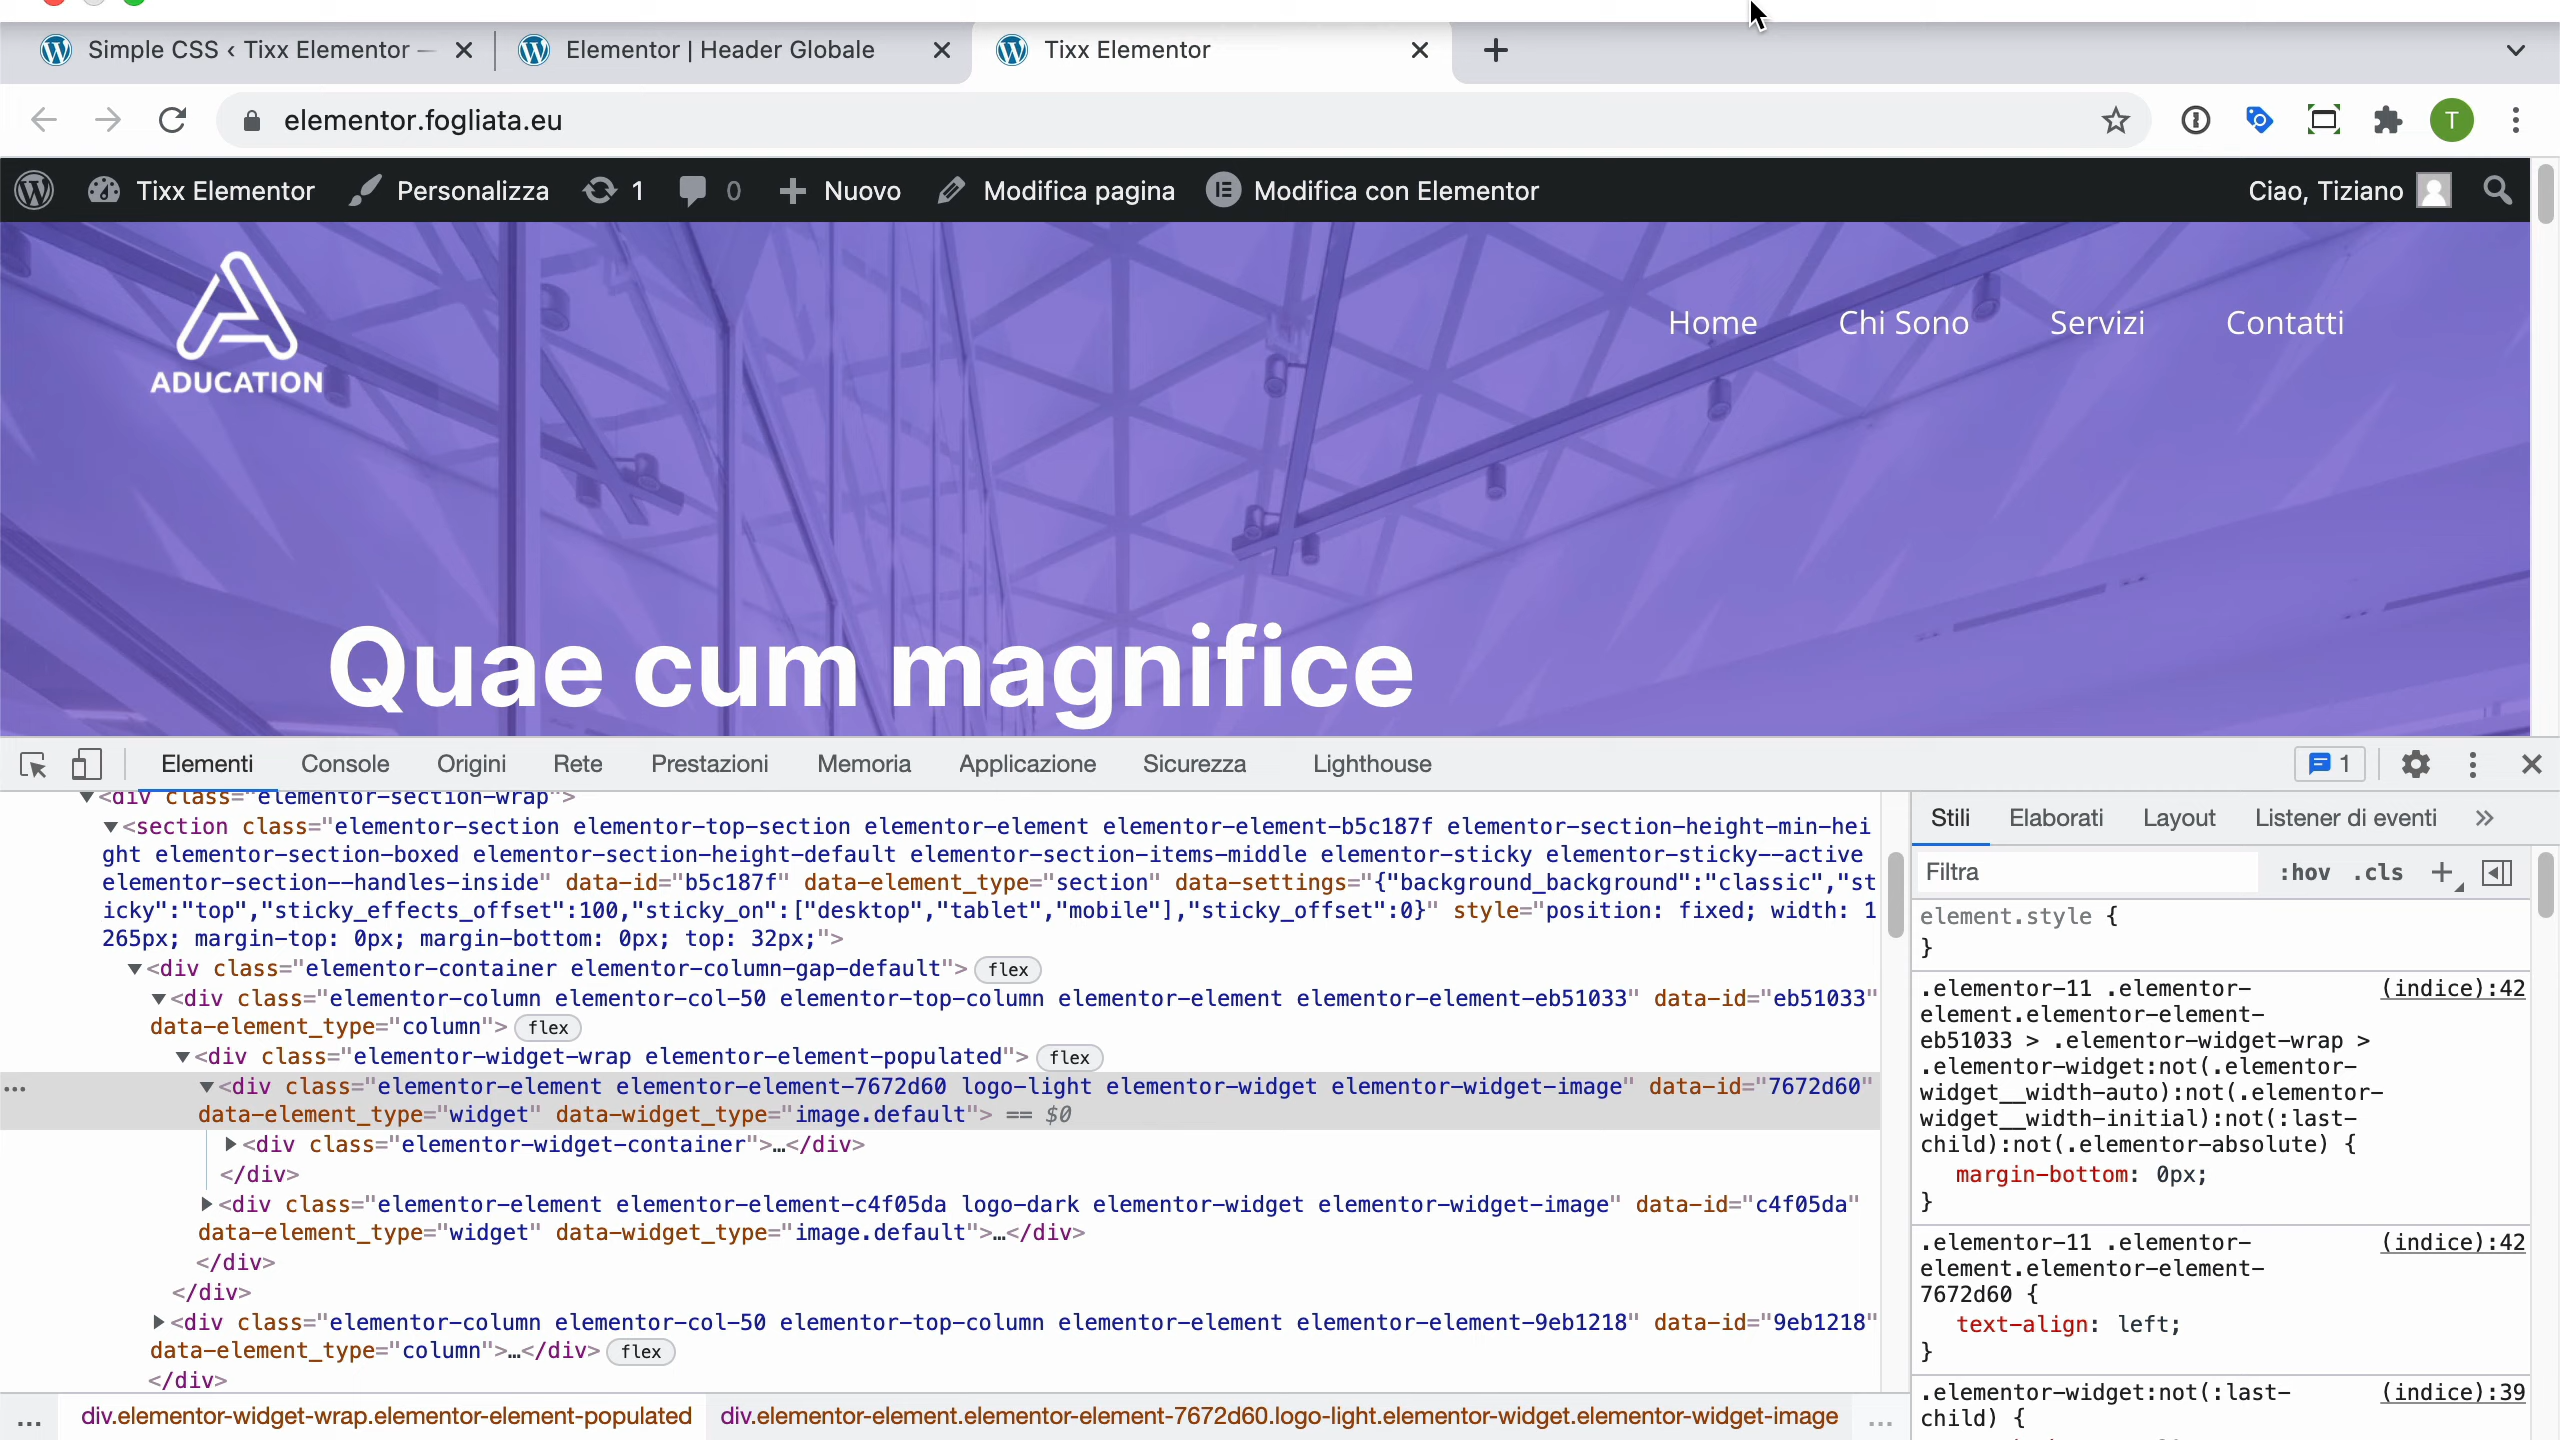 Simple CSS ‹ Tixx Elementor —
Elementor | Header Globale
Tixx Elementor
elementor.fogliata.eu
T
Tixx Elementor
Personalizza
1
0
Nuovo
Modifica pagina
Modifica con Elementor
Ciao, Tiziano
ADUCATION
Home
Chi Sono
Servizi
Contatti
Quae cum magnifice
Elementi
Console
Origini
Rete
Prestazioni
Memoria
Applicazione
Sicurezza
Lighthouse
1
<div class="elementor-section-wrap">
<section class="elementor-section elementor-top-section elementor-element elementor-element-b5c187f elementor-section-height-min-hei
ght elementor-section-boxed elementor-section-height-default elementor-section-items-middle elementor-sticky elementor-sticky--active
elementor-section--handles-inside" data-id="b5c187f" data-element_type="section" data-settings="{"background_background":"classic","st
icky":"top","sticky_effects_offset":100,"sticky_on":["desktop","tablet","mobile"],"sticky_offset":0}" style="position: fixed; width: 1
265px; margin-top: 0px; margin-bottom: 0px; top: 32px;">
<div class="elementor-container elementor-column-gap-default"> flex
<div class="elementor-column elementor-col-50 elementor-top-column elementor-element elementor-element-eb51033" data-id="eb51033"
data-element_type="column"> flex
<div class="elementor-widget-wrap elementor-element-populated"> flex
… <div class="elementor-element elementor-element-7672d60 logo-light elementor-widget elementor-widget-image" data-id="7672d60"
data-element_type="widget" data-widget_type="image.default"> == $0
<div class="elementor-widget-container">…</div>
</div>
<div class="elementor-element elementor-element-c4f05da logo-dark elementor-widget elementor-widget-image" data-id="c4f05da"
data-element_type="widget" data-widget_type="image.default">…</div>
</div>
</div>
<div class="elementor-column elementor-col-50 elementor-top-column elementor-element elementor-element-9eb1218" data-id="9eb1218"
data-element_type="column">…</div> flex
</div>
… div.elementor-widget-wrap.elementor-element-populated div.elementor-element.elementor-element-7672d60.logo-light.elementor-widget.elementor-widget-image …
Stili
Elaborati
Layout
Listener di eventi
»
Filtra
:hov .cls
element.style {
}
.elementor-11 .elementor- (indice):42
element.elementor-element-
eb51033 > .elementor-widget-wrap >
.elementor-widget:not(.elementor-
widget__width-auto):not(.elementor-
widget__width-initial):not(:last-
child):not(.elementor-absolute) {
margin-bottom: 0px;
}
.elementor-11 .elementor- (indice):42
element.elementor-element-
7672d60 {
text-align: left;
}
.elementor-widget:not(:last- (indice):39
child) {